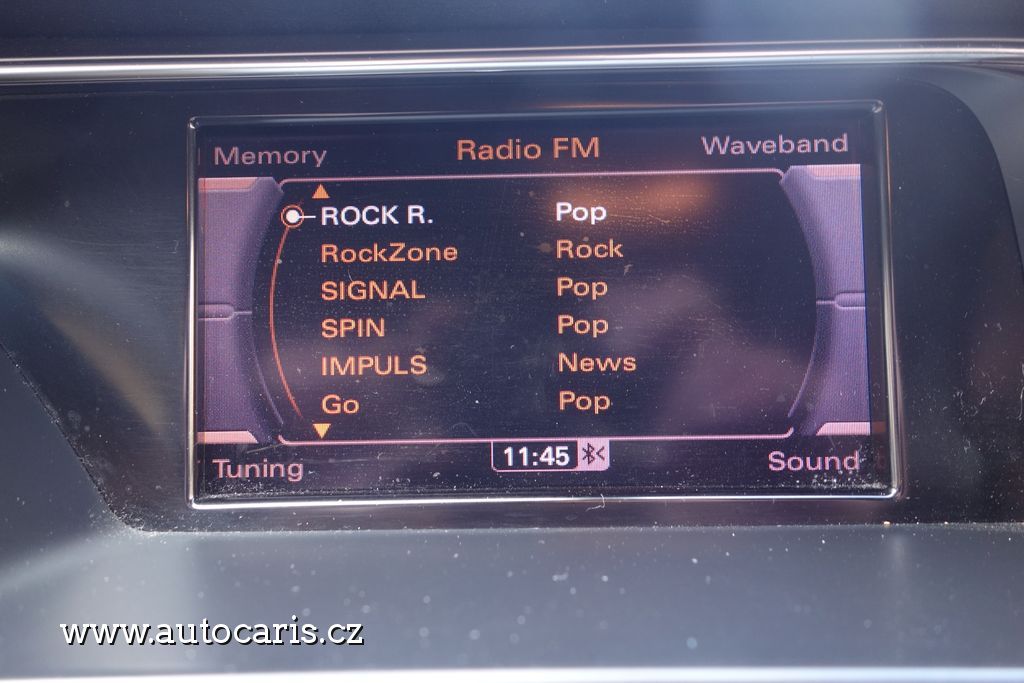 Memory Radio FM Waveband
ROCK R. Pop
RockZone Rock
SIGNAL Pop
SPIN Pop
IMPULS News
Go Pop
Tuning 11:45 Sound
www.autocaris.cz